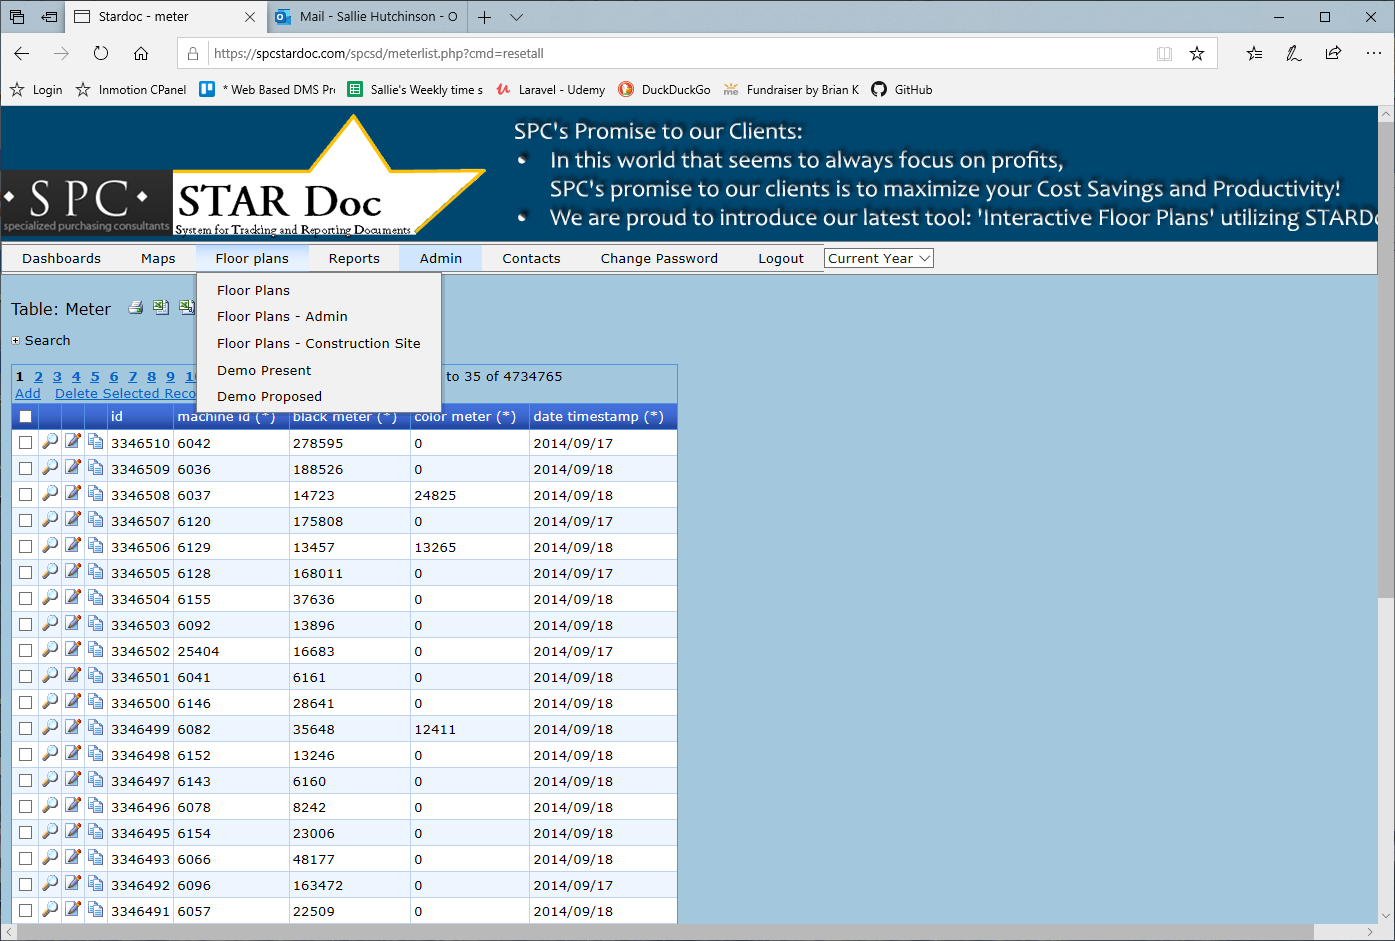 Stardoc - meter
Mail - Sallie Hutchinson - O
https://spcstardoc.com/spcsd/meterlist.php?cmd=resetall
Login
Inmotion CPanel
* Web Based DMS Pro
Sallie's Weekly time s
Laravel - Udemy
DuckDuckGo
me
Fundraiser by Brian K
GitHub
SPC
specialized purchasing consultants
STAR Doc
System for Tracking and Reporting Documents
SPC's Promise to our Clients:
• In this world that seems to always focus on profits,
SPC's promise to our clients is to maximize your Cost Savings and Productivity!
• We are proud to introduce our latest tool: 'Interactive Floor Plans' utilizing STARDo
Dashboards Maps Floor plans Reports Admin Contacts Change Password Logout Current Year
Floor Plans
Floor Plans - Admin
Floor Plans - Construction Site
Demo Present
Demo Proposed
Table: Meter
Search
1 2 3 4 5 6 7 8 9 10 to 35 of 4734765
Add Delete Selected Reco
id machine id (*) black meter (*) color meter (*) date timestamp (*)
3346510 6042 278595 0 2014/09/17
3346509 6036 188526 0 2014/09/18
3346508 6037 14723 24825 2014/09/18
3346507 6120 175808 0 2014/09/17
3346506 6129 13457 13265 2014/09/18
3346505 6128 168011 0 2014/09/17
3346504 6155 37636 0 2014/09/18
3346503 6092 13896 0 2014/09/18
3346502 25404 16683 0 2014/09/17
3346501 6041 6161 0 2014/09/18
3346500 6146 28641 0 2014/09/18
3346499 6082 35648 12411 2014/09/18
3346498 6152 13246 0 2014/09/18
3346497 6143 6160 0 2014/09/18
3346496 6078 8242 0 2014/09/18
3346495 6154 23006 0 2014/09/18
3346493 6066 48177 0 2014/09/18
3346492 6096 163472 0 2014/09/17
3346491 6057 22509 0 2014/09/18